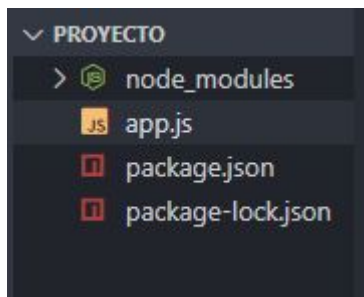 PROYECTO
node_modules
JS app.js
package.json
package-lock.json